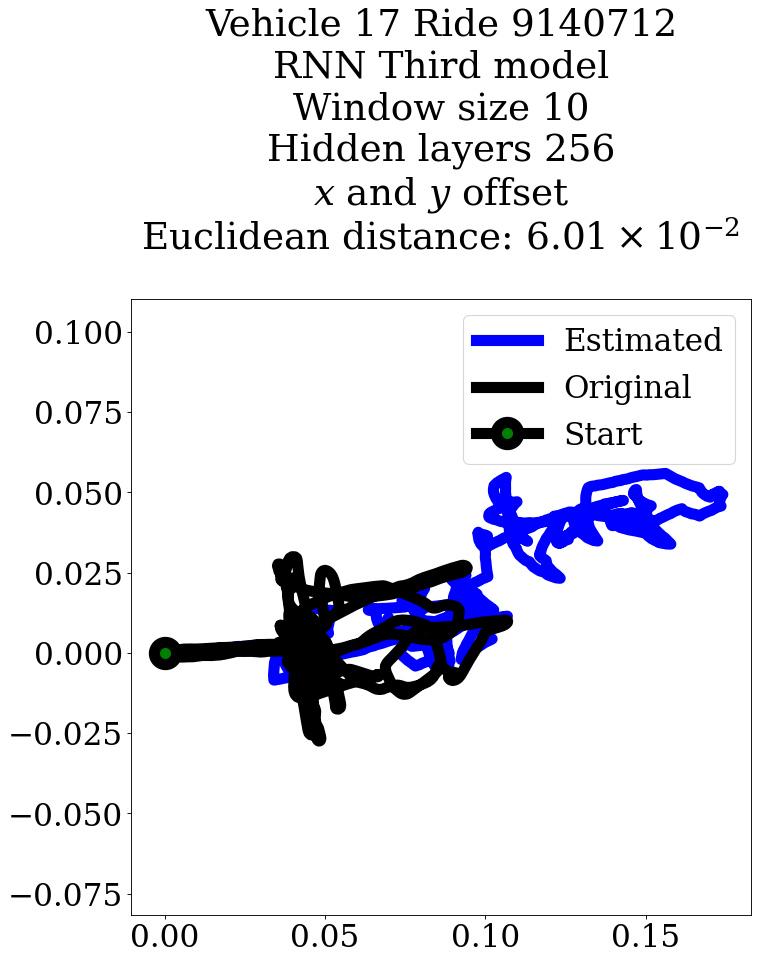 Vehicle 17 Ride 9140712
RNN Third model
Window size 10
Hidden layers 256
x and y offset
Euclidean distance: 6.01 × 10⁻²
Estimated
Original
Start
0.100
0.075
0.050
0.025
0.000
−0.025
−0.050
−0.075
0.00 0.05 0.10 0.15